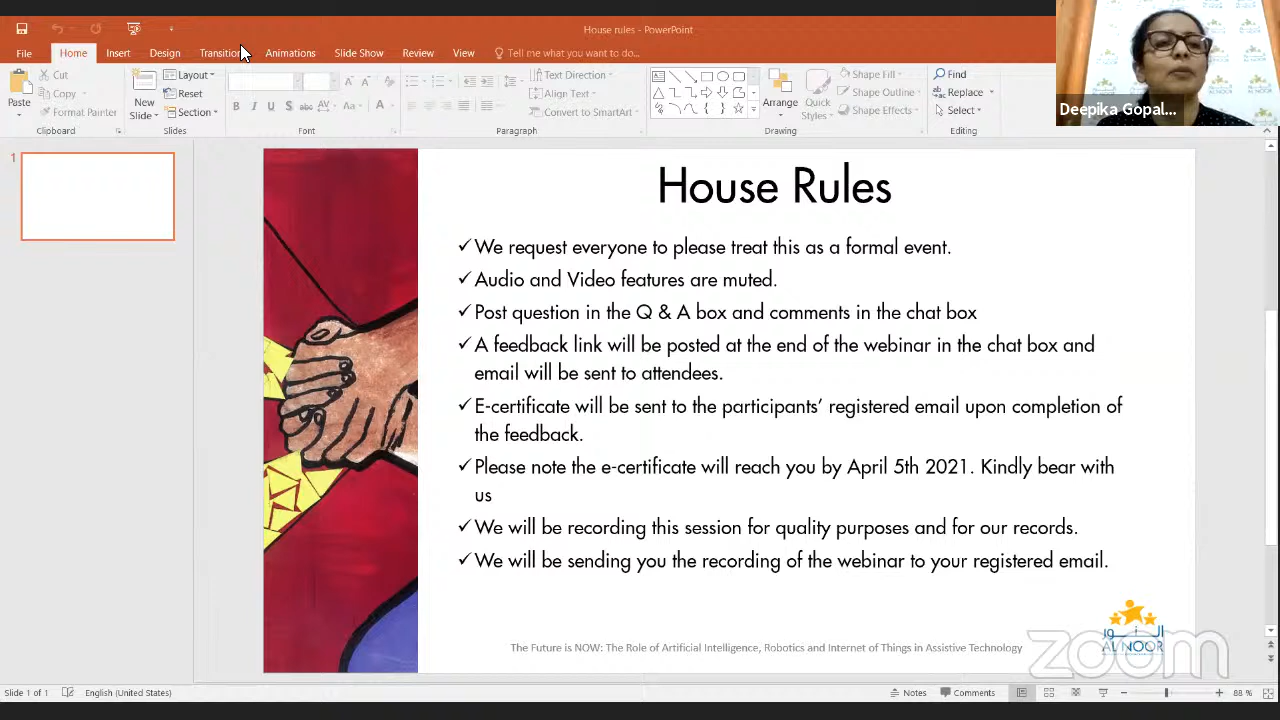 House rules - PowerPoint
File Home Insert Design Transitions Animations Slide Show Review View Tell me what you want to do...
Paste
Cut
Copy
Format Painter
Clipboard
New
Slide
Layout
Reset
Section
Slides
B I U S abc AV Aa A
Font
Text Direction
Align Text
Convert to SmartArt
Paragraph
Arrange
Quick
Styles
Shape Fill
Shape Outline
Shape Effects
Drawing
Find
Replace
Select
Editing
Deepika Gopal...
1
House Rules
✓ We request everyone to please treat this as a formal event.
✓ Audio and Video features are muted.
✓ Post question in the Q & A box and comments in the chat box
✓ A feedback link will be posted at the end of the webinar in the chat box and
email will be sent to attendees.
✓ E-certificate will be sent to the participants' registered email upon completion of
the feedback.
✓ Please note the e-certificate will reach you by April 5th 2021. Kindly bear with
us
✓ We will be recording this session for quality purposes and for our records.
✓ We will be sending you the recording of the webinar to your registered email.
النور
AL NOOR
The Future is NOW: The Role of Artificial Intelligence, Robotics and Internet of Things in Assistive Technology
zoom
Slide 1 of 1 English (United States) Notes Comments 88 %